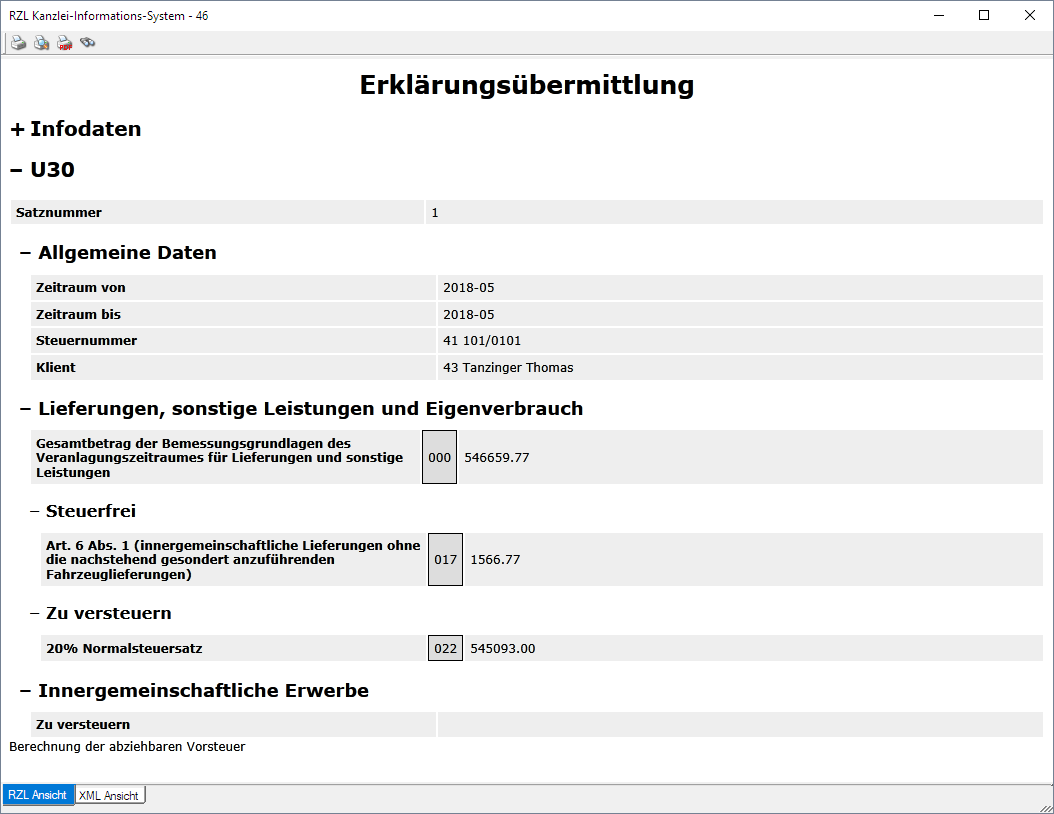 RZL Kanzlei-Informations-System - 46
PDF
Erklärungsübermittlung
+ Infodaten
− U30
Satznummer 1
− Allgemeine Daten
Zeitraum von 2018-05
Zeitraum bis 2018-05
Steuernummer 41 101/0101
Klient 43 Tanzinger Thomas
− Lieferungen, sonstige Leistungen und Eigenverbrauch
Gesamtbetrag der Bemessungsgrundlagen des
Veranlagungszeitraumes für Lieferungen und sonstige 000 546659.77
Leistungen
− Steuerfrei
Art. 6 Abs. 1 (innergemeinschaftliche Lieferungen ohne
die nachstehend gesondert anzuführenden 017 1566.77
Fahrzeuglieferungen)
− Zu versteuern
20% Normalsteuersatz 022 545093.00
− Innergemeinschaftliche Erwerbe
Zu versteuern
Berechnung der abziehbaren Vorsteuer
RZL Ansicht XML Ansicht